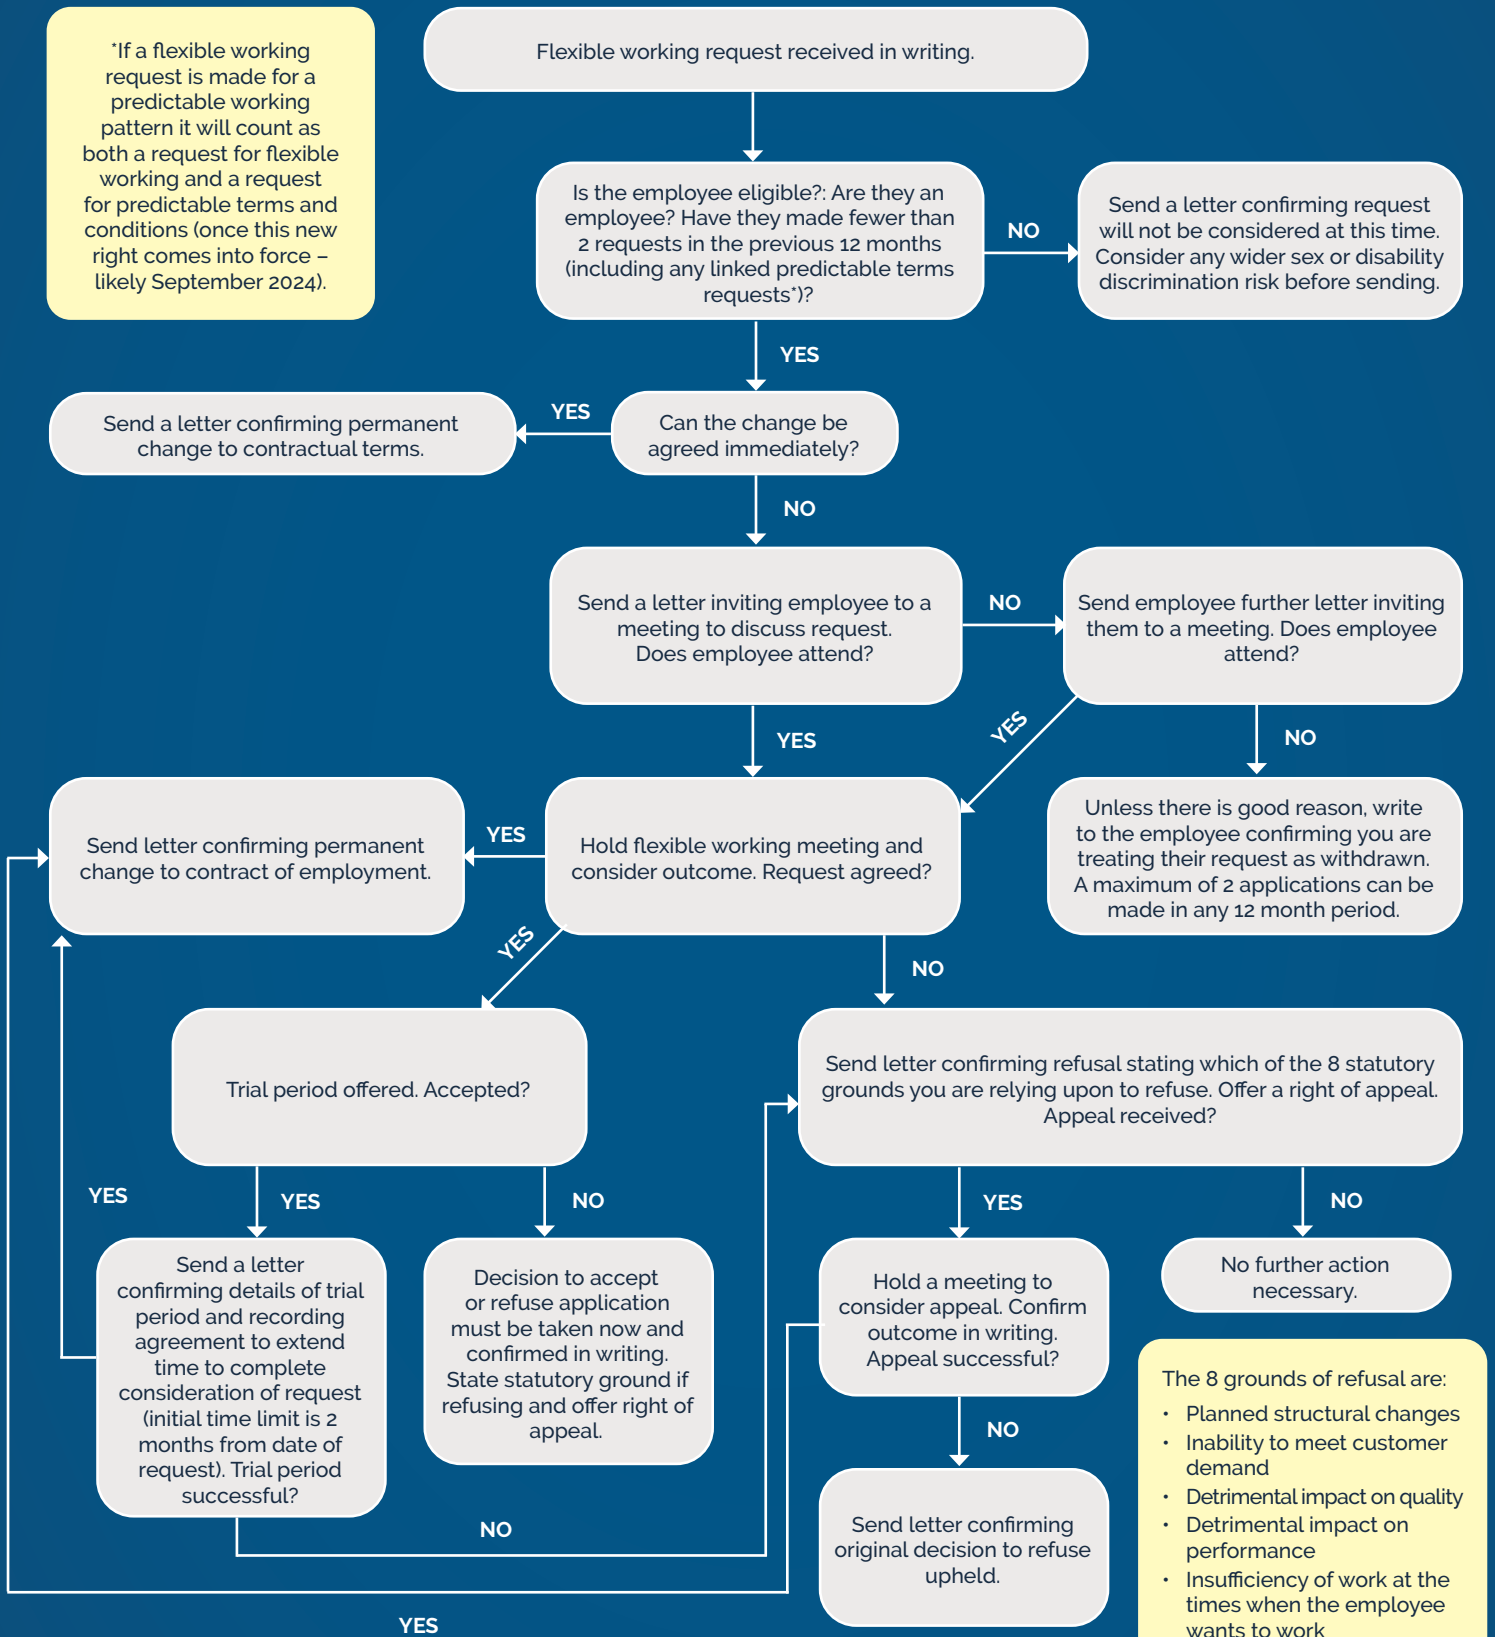 *If a flexible working
request is made for a
predictable working
pattern it will count as
both a request for flexible
working and a request
for predictable terms and
conditions (once this new
right comes into force –
likely September 2024).
Flexible working request received in writing.
Is the employee eligible?: Are they an
employee? Have they made fewer than
2 requests in the previous 12 months
(including any linked predictable terms
requests*)?
NO
Send a letter confirming request
will not be considered at this time.
Consider any wider sex or disability
discrimination risk before sending.
YES
Can the change be
agreed immediately?
YES
Send a letter confirming permanent
change to contractual terms.
NO
Send a letter inviting employee to a
meeting to discuss request.
Does employee attend?
NO
Send employee further letter inviting
them to a meeting. Does employee
attend?
YES
YES
NO
Unless there is good reason, write
to the employee confirming you are
treating their request as withdrawn.
A maximum of 2 applications can be
made in any 12 month period.
Hold flexible working meeting and
consider outcome. Request agreed?
YES
Send letter confirming permanent
change to contract of employment.
YES
NO
Trial period offered. Accepted?
Send letter confirming refusal stating which of the 8 statutory
grounds you are relying upon to refuse. Offer a right of appeal.
Appeal received?
YES
YES
NO
YES
NO
Send a letter
confirming details of trial
period and recording
agreement to extend
time to complete
consideration of request
(initial time limit is 2
months from date of
request). Trial period
successful?
Decision to accept
or refuse application
must be taken now and
confirmed in writing.
State statutory ground if
refusing and offer right of
appeal.
Hold a meeting to
consider appeal. Confirm
outcome in writing.
Appeal successful?
No further action
necessary.
NO
NO
Send letter confirming
original decision to refuse
upheld.
YES
The 8 grounds of refusal are:
• Planned structural changes
• Inability to meet customer
demand
• Detrimental impact on quality
• Detrimental impact on
performance
• Insufficiency of work at the
times when the employee
wants to work